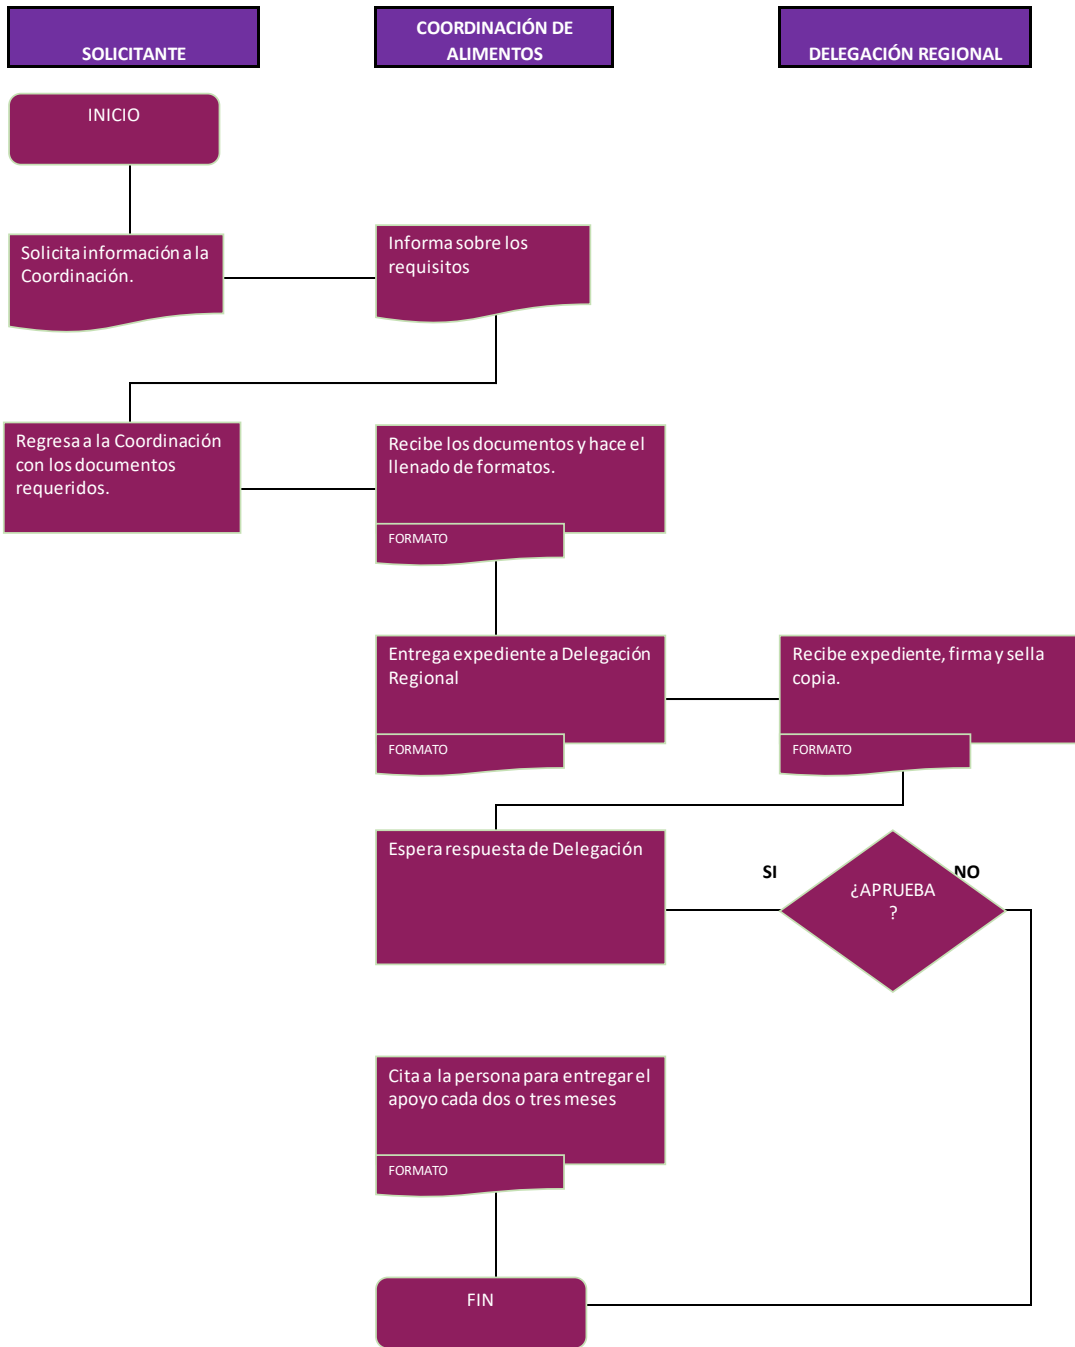 SOLICITANTE
COORDINACIÓN DE
ALIMENTOS
DELEGACIÓN REGIONAL
INICIO
Solicita información a la
Coordinación.
Informa sobre los
requisitos
Regresa a la Coordinación
con los documentos
requeridos.
Recibe los documentos y hace el
llenado de formatos.
FORMATO
Entrega expediente a Delegación
Regional
FORMATO
Recibe expediente, firma y sella
copia.
FORMATO
Espera respuesta de Delegación
SI
¿APRUEBA
?
NO
Cita a la persona para entregar el
apoyo cada dos o tres meses
FORMATO
FIN